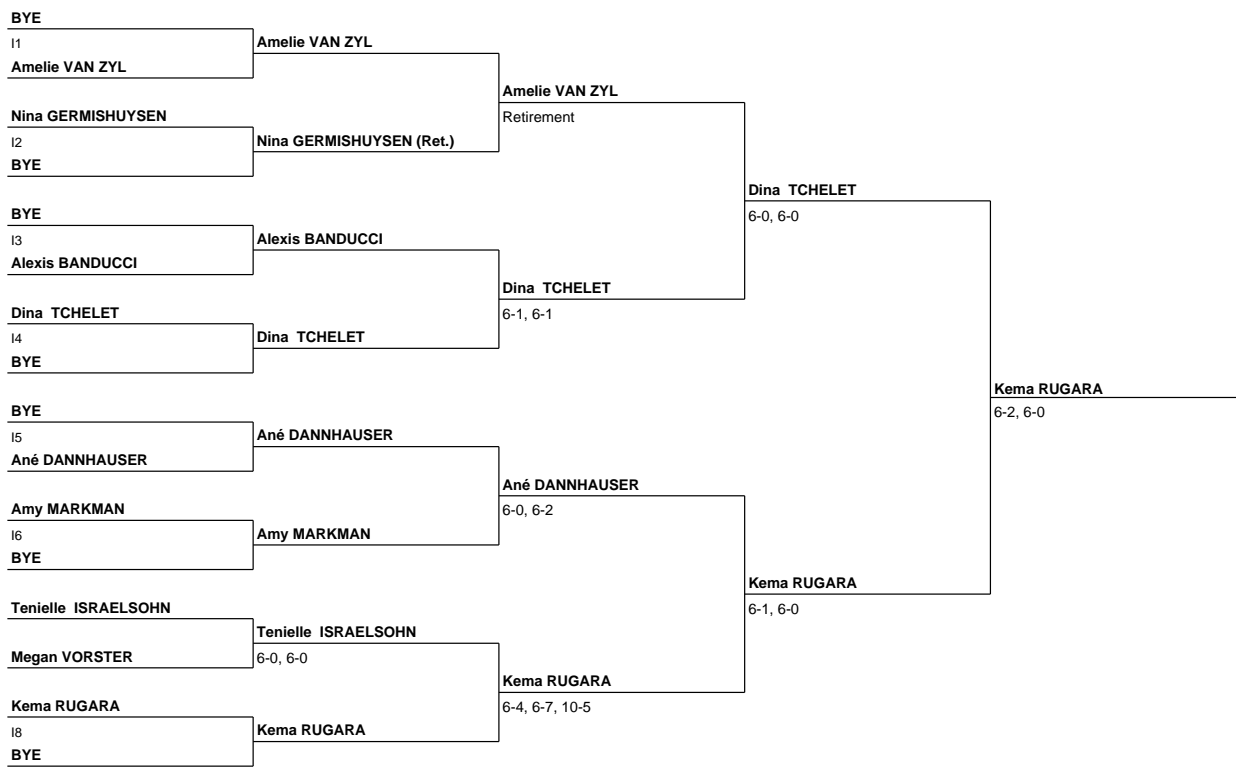 BYE
I1
Amelie VAN ZYL
Nina GERMISHUYSEN
I2
BYE
BYE
I3
Alexis BANDUCCI
Dina TCHELET
I4
BYE
BYE
I5
Ané DANNHAUSER
Amy MARKMAN
I6
BYE
Tenielle ISRAELSOHN
Megan VORSTER
Kema RUGARA
I8
BYE
Amelie VAN ZYL
Nina GERMISHUYSEN (Ret.)
Alexis BANDUCCI
Dina TCHELET
Ané DANNHAUSER
Amy MARKMAN
Tenielle ISRAELSOHN
6-0, 6-0
Kema RUGARA
Amelie VAN ZYL
Retirement
Dina TCHELET
6-1, 6-1
Ané DANNHAUSER
6-0, 6-2
Kema RUGARA
6-4, 6-7, 10-5
Dina TCHELET
6-0, 6-0
Kema RUGARA
6-1, 6-0
Kema RUGARA
6-2, 6-0